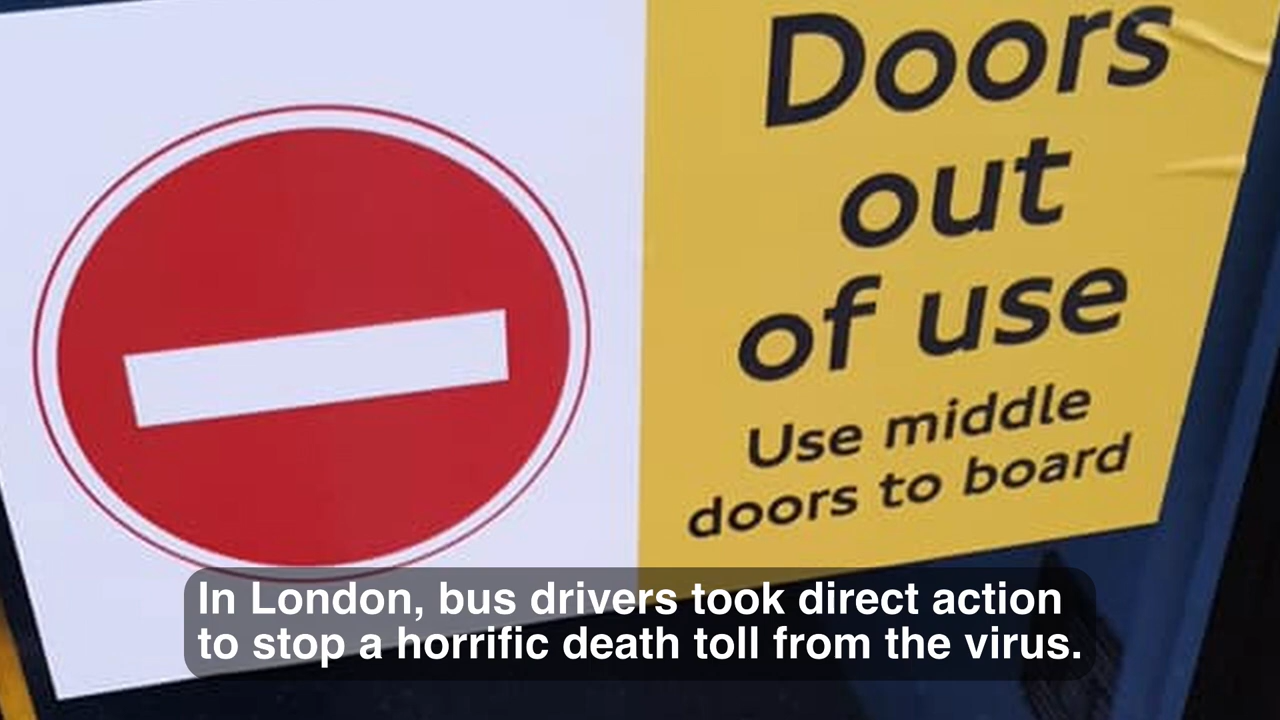 Doors
out
of use
Use middle
doors to board
In London, bus drivers took direct action
to stop a horrific death toll from the virus.